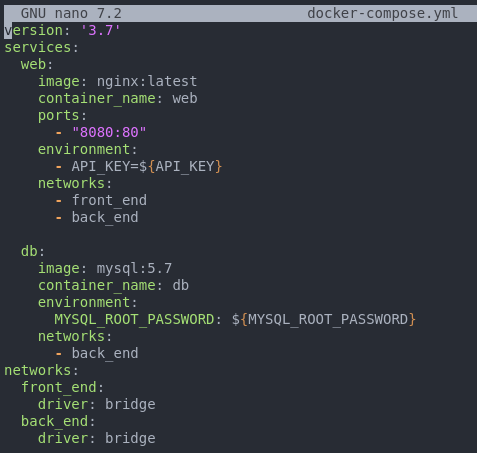 GNU nano 7.2 docker-compose.yml
version: '3.7'
services:
  web:
    image: nginx:latest
    container_name: web
    ports:
      - "8080:80"
    environment:
      - API_KEY=${API_KEY}
    networks:
      - front_end
      - back_end

  db:
    image: mysql:5.7
    container_name: db
    environment:
      MYSQL_ROOT_PASSWORD: ${MYSQL_ROOT_PASSWORD}
    networks:
      - back_end
networks:
  front_end:
    driver: bridge
  back_end:
    driver: bridge